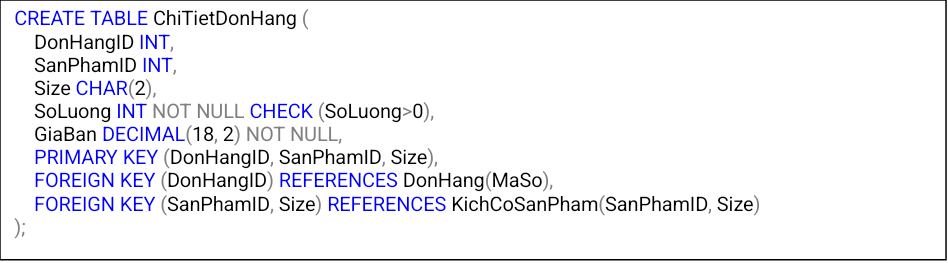 CREATE TABLE ChiTietDonHang (
DonHangID INT,
SanPhamID INT,
Size CHAR(2),
SoLuong INT NOT NULL CHECK (SoLuong>0),
GiaBan DECIMAL(18, 2) NOT NULL,
PRIMARY KEY (DonHangID, SanPhamID, Size),
FOREIGN KEY (DonHangID) REFERENCES DonHang(MaSo),
FOREIGN KEY (SanPhamID, Size) REFERENCES KichCoSanPham(SanPhamID, Size)
);